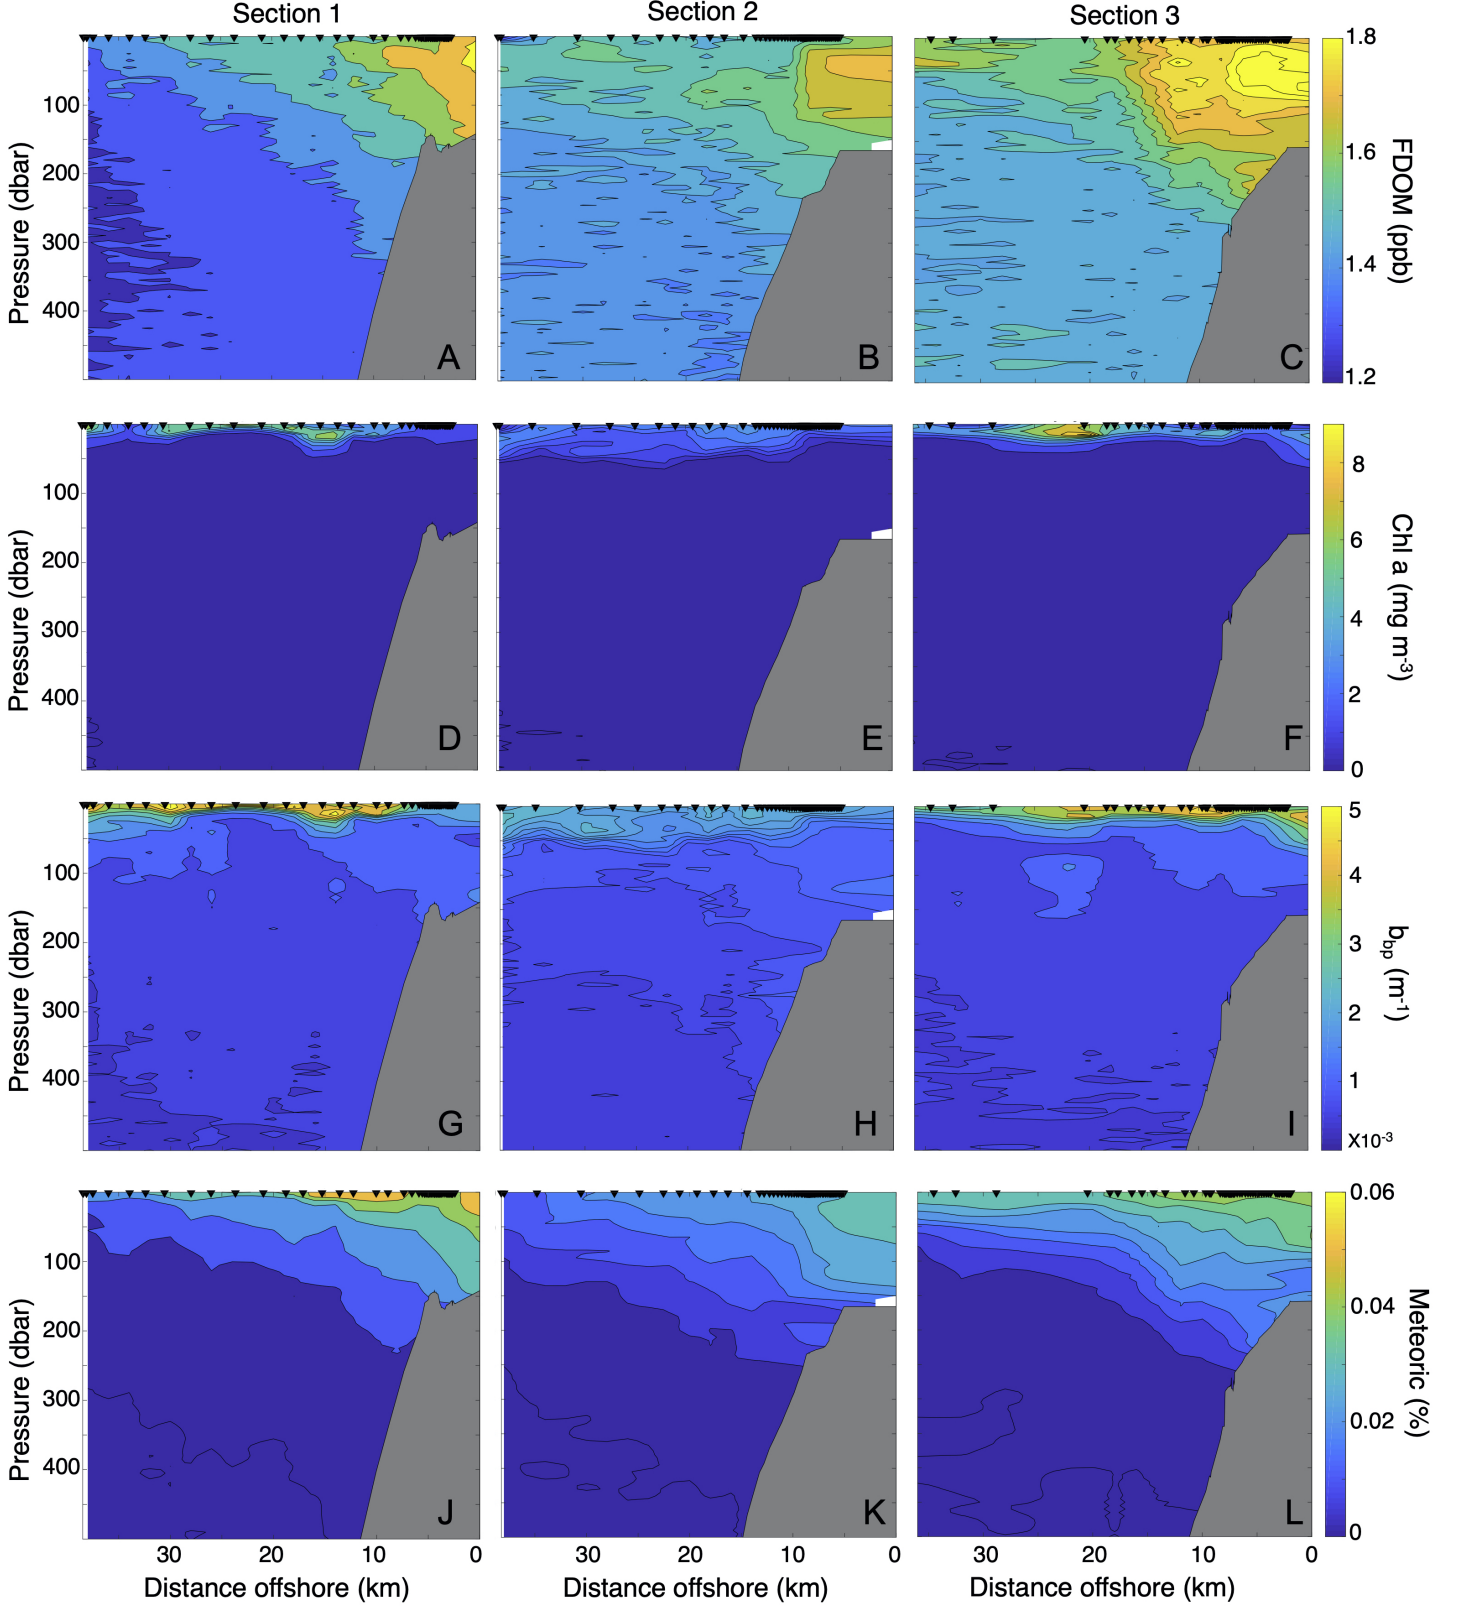 Section 1
Section 2
Section 3
Pressure (dbar)
100
200
300
400
A
B
C
1.8
1.6
1.4
1.2
FDOM (ppb)
Pressure (dbar)
100
200
300
400
D
E
F
8
6
4
2
0
Chl a (mg m-3)
Pressure (dbar)
100
200
300
400
G
H
I
5
4
3
2
1
X10-3
bbp (m-1)
Pressure (dbar)
100
200
300
400
J
K
L
0.06
0.04
0.02
0
Meteoric (%)
30 20 10 0
30 20 10 0
30 20 10 0
Distance offshore (km)
Distance offshore (km)
Distance offshore (km)